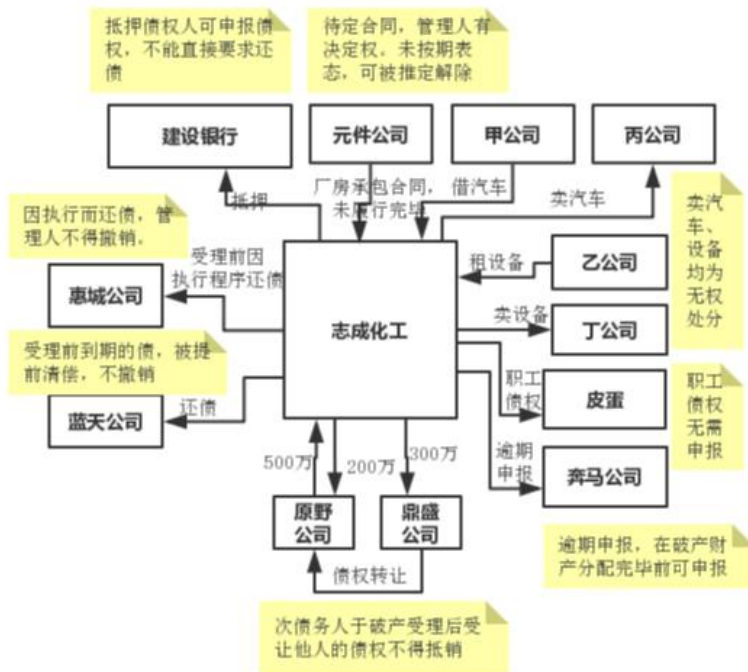 抵押债权人可申报债
权，不能直接要求还
债
待定合同，管理人有
决定权。未按期表
态，可被推定解除
建设银行
元件公司
甲公司
丙公司
抵押
厂房承包合同，
未履行完毕
借汽车
卖汽车
卖汽
车、
设备
均为
无权
处分
因执行而还债，管
理人不得撤销。
惠城公司
受理前因
执行程序还债
志成化工
租设备
乙公司
卖设备
丁公司
受理前到期的债，被提
前清偿，不撤销
蓝天公司
还债
职工
债权
皮蛋
职工
债权
无需
申报
逾期
申报
奔马公司
500万
200万
300万
原野
公司
鼎盛
公司
债权转让
逾期申报，在破产财
产分配完毕前可申报
次债务人于破产受理后受
让他人的债权不得抵销